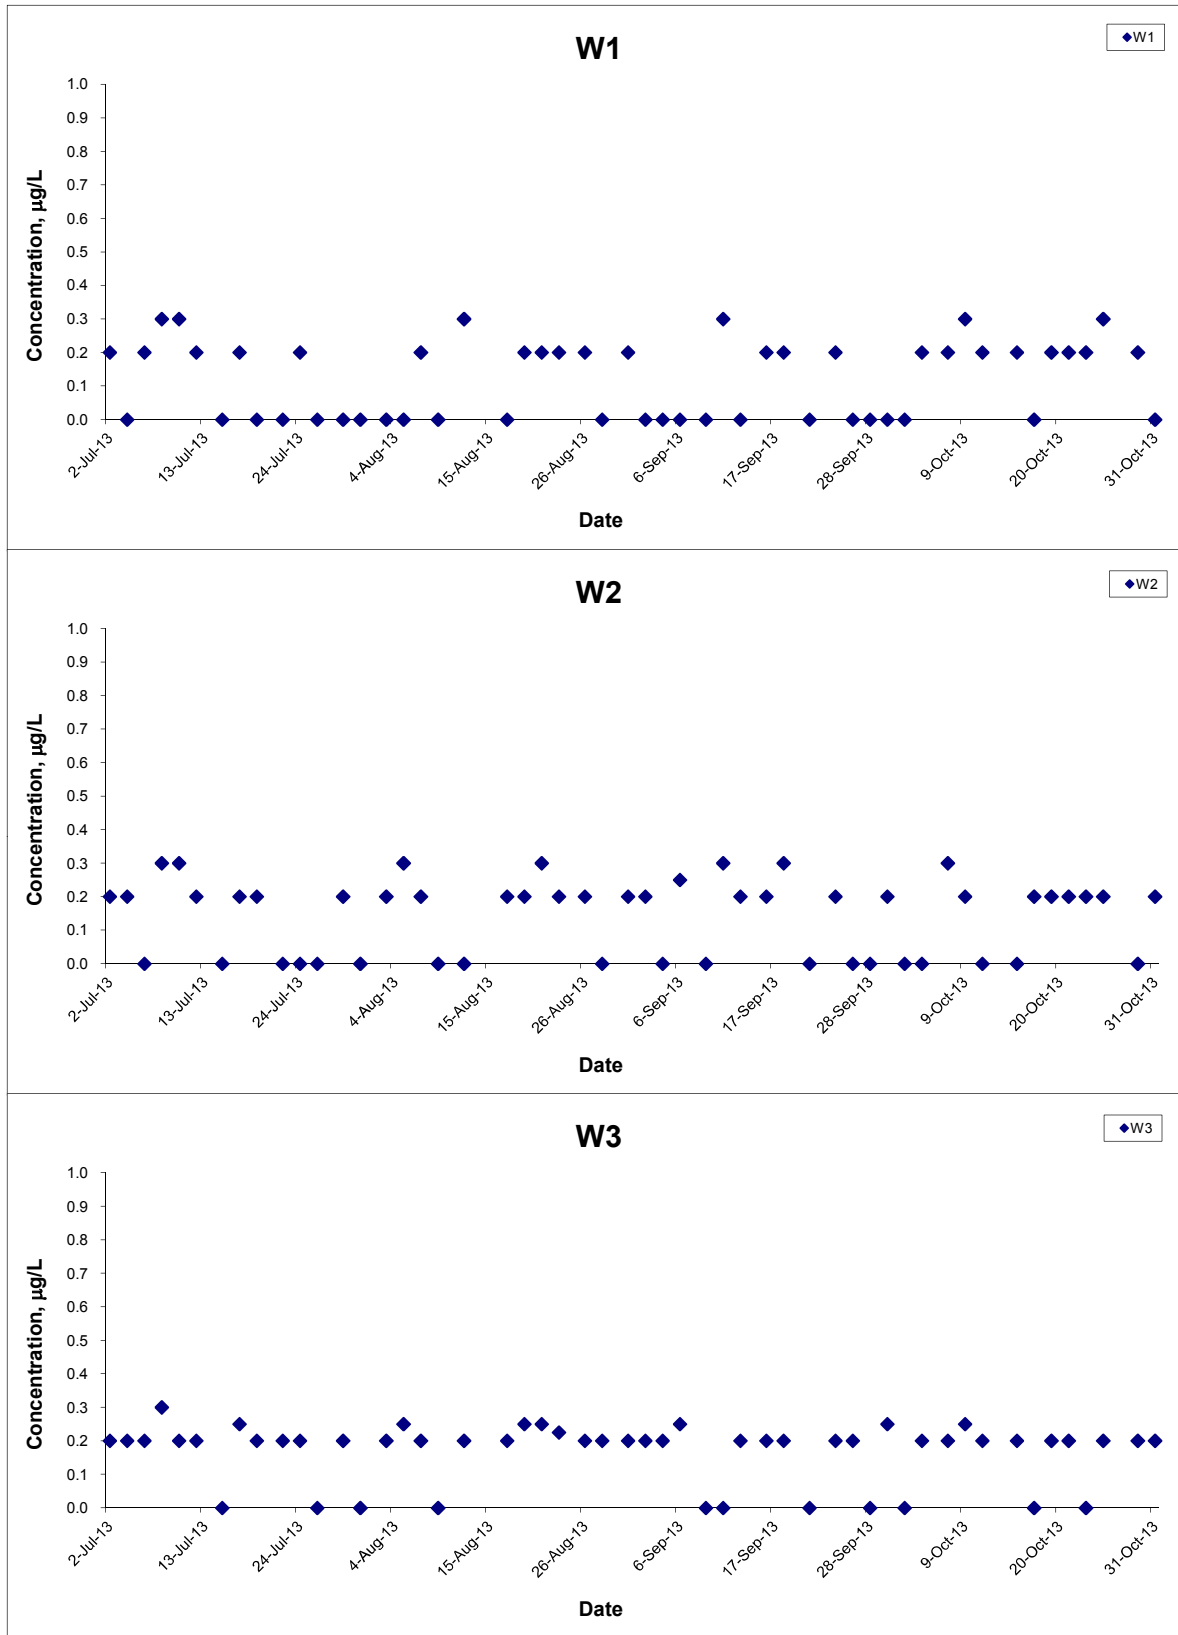 W1
W1
1.0
0.9
0.8
0.7
0.6
0.5
0.4
0.3
0.2
0.1
0.0
Concentration, µg/L
2-Jul-13
13-Jul-13
24-Jul-13
4-Aug-13
15-Aug-13
26-Aug-13
6-Sep-13
17-Sep-13
28-Sep-13
9-Oct-13
20-Oct-13
31-Oct-13
Date
W2
W2
1.0
0.9
0.8
0.7
0.6
0.5
0.4
0.3
0.2
0.1
0.0
Concentration, µg/L
2-Jul-13
13-Jul-13
24-Jul-13
4-Aug-13
15-Aug-13
26-Aug-13
6-Sep-13
17-Sep-13
28-Sep-13
9-Oct-13
20-Oct-13
31-Oct-13
Date
W3
W3
1.0
0.9
0.8
0.7
0.6
0.5
0.4
0.3
0.2
0.1
0.0
Concentration, µg/L
2-Jul-13
13-Jul-13
24-Jul-13
4-Aug-13
15-Aug-13
26-Aug-13
6-Sep-13
17-Sep-13
28-Sep-13
9-Oct-13
20-Oct-13
31-Oct-13
Date